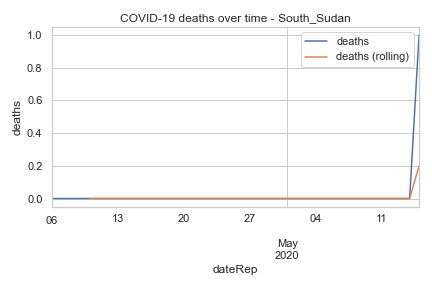 COVID-19 deaths over time - South_Sudan
deaths
deaths (rolling)
deaths
1.0
0.8
0.6
0.4
0.2
0.0
06 13 20 27 04 11
May
2020
dateRep